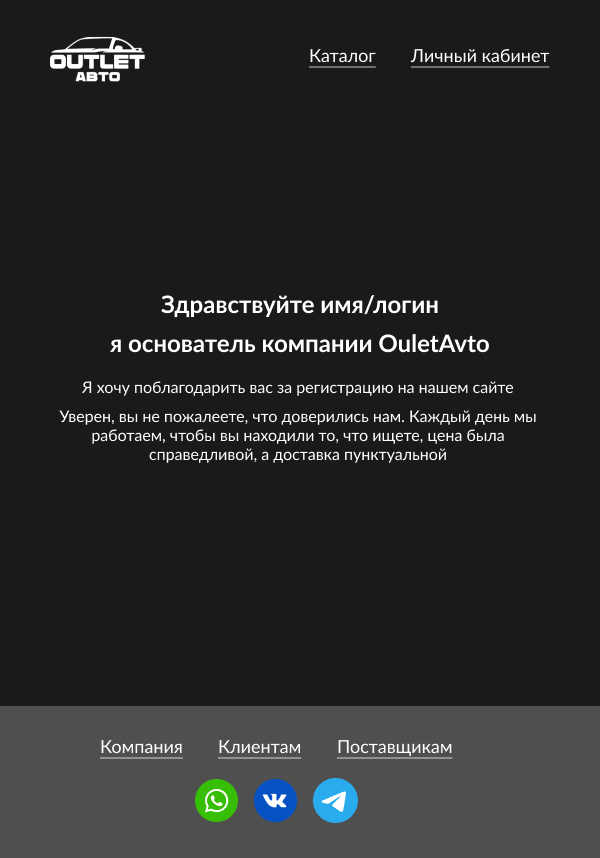 OUTLET
АВТО
Каталог Личный кабинет
Здравствуйте имя/логин
я основатель компании OuletAvto
Я хочу поблагодарить вас за регистрацию на нашем сайте
Уверен, вы не пожалеете, что доверились нам. Каждый день мы
работаем, чтобы вы находили то, что ищете, цена была
справедливой, а доставка пунктуальной
Компания Клиентам Поставщикам